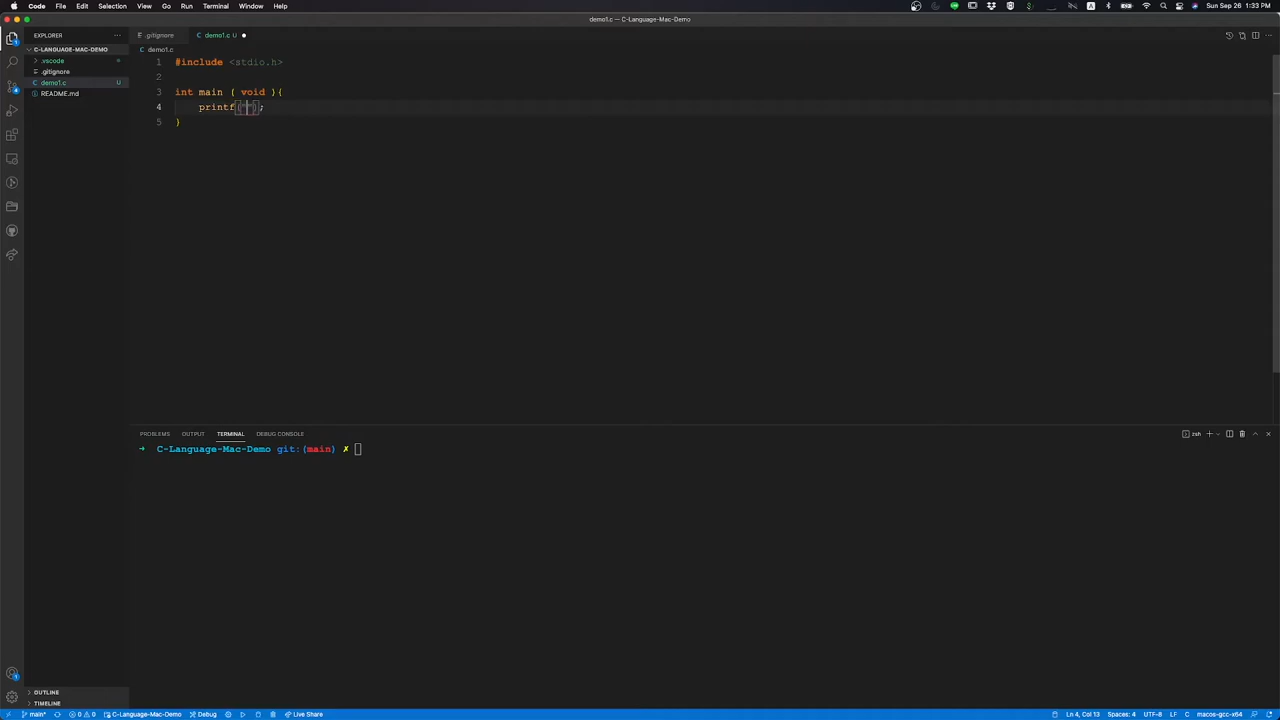 Code File Edit Selection View Go Run Terminal Window Help
A
Sun Sep 26 1:33 PM
demo1.c — C-Language-Mac-Demo
EXPLORER ···
.gitignore
C demo1.c U ●
C-LANGUAGE-MAC-DEMO
C demo1.c
.vscode
.gitignore
C demo1.c U
README.md
1 #include <stdio.h>
2
3 int main ( void ){
4 printf("");
5 }
PROBLEMS OUTPUT TERMINAL DEBUG CONSOLE
zsh
➜ C-Language-Mac-Demo git:(main) ✗
OUTLINE
TIMELINE
main* 0 0 C-Language-Mac-Demo Debug Live Share
Ln 4, Col 13 Spaces: 4 UTF-8 LF C macos-gcc-x64